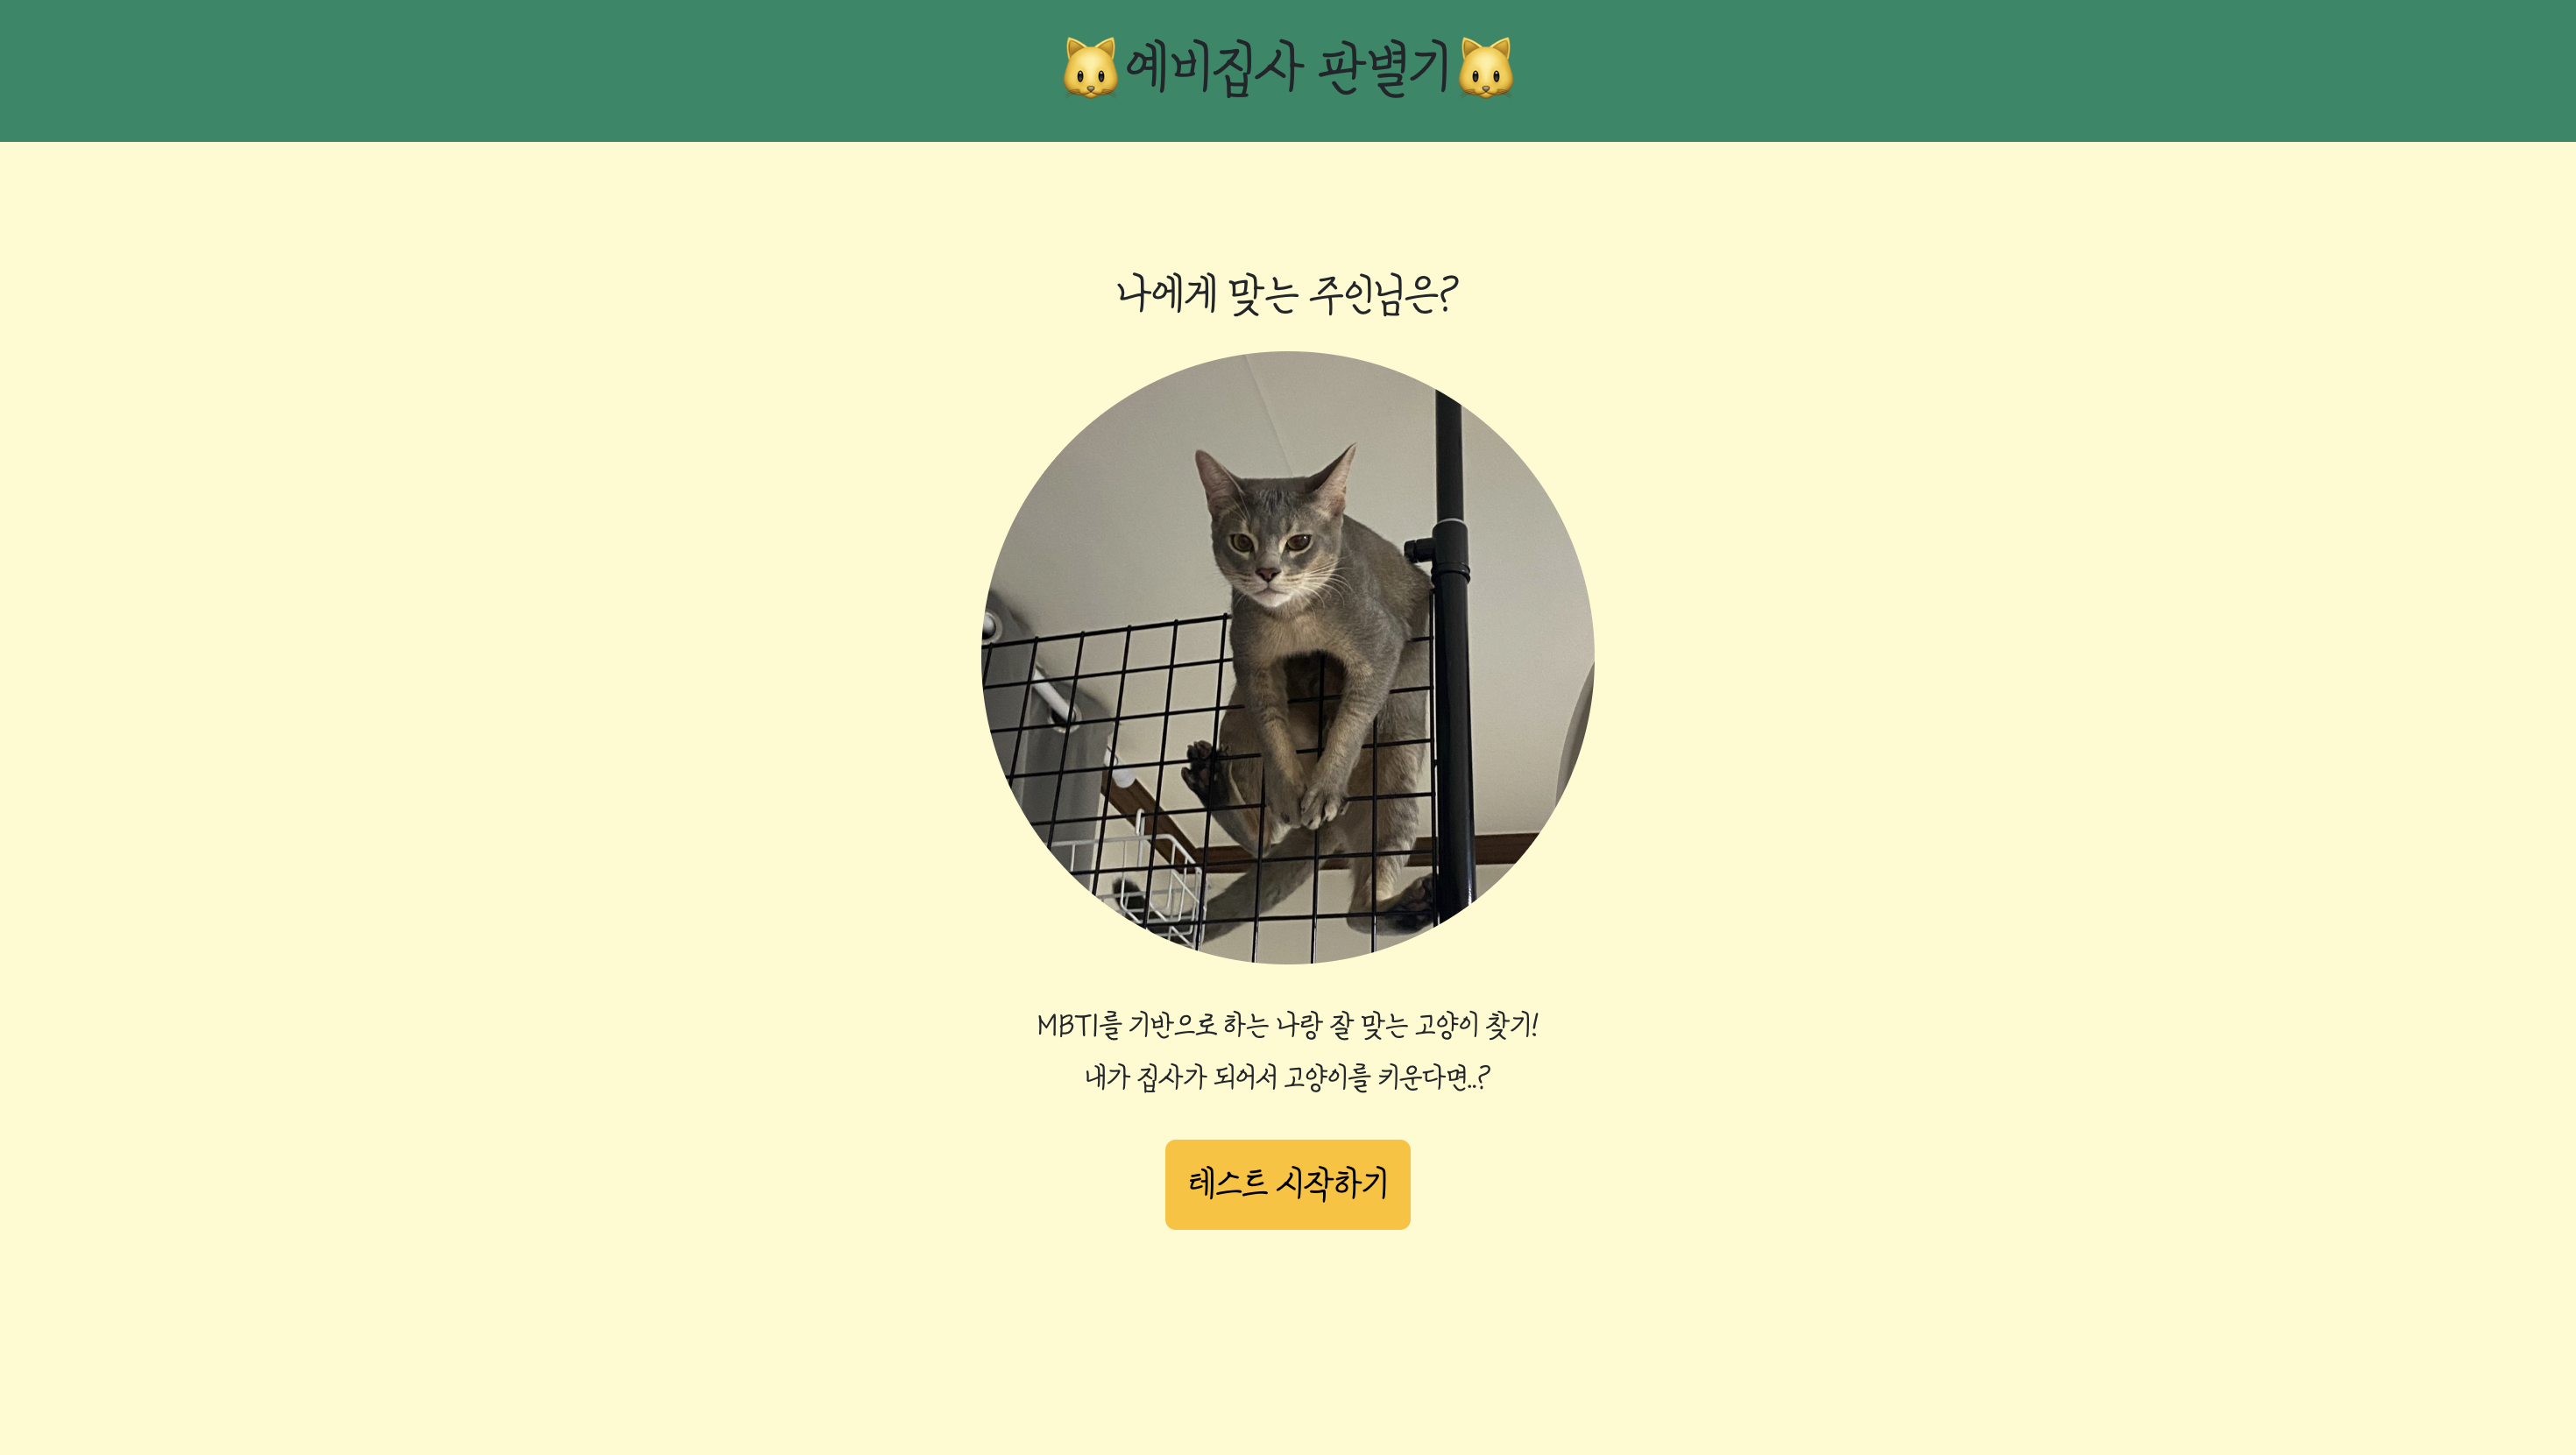 🐱예비집사 판별기🐱
나에게 맞는 주인님은?
MBTI를 기반으로 하는 나랑 잘 맞는 고양이 찾기!
내가 집사가 되어서 고양이를 키운다면..?
테스트 시작하기